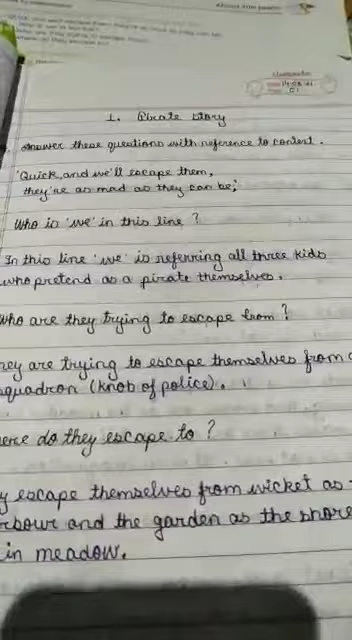 1. Pirate story
answer these questions with reference to context.
'Quick, and we'll escape them,
they're as mad as they can be;
Who is 'we' in this line ?
In this line 'we' is referring all three kids
who pretend as a pirate themselves.
Who are they trying to escape from ?
hey are trying to escape themselves from
squadron (knob of police).
ere do they escape to ?
y escape themselves from wicket as
rbour and the garden as the shore
in meadow.